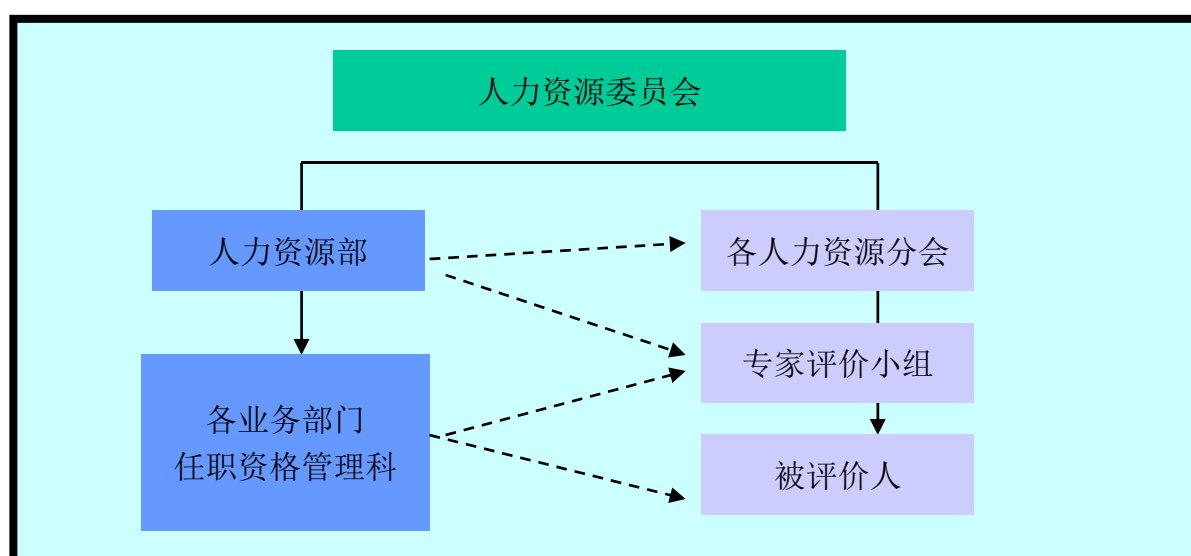 人力资源委员会
人力资源部
各人力资源分会
专家评价小组
各业务部门
任职资格管理科
被评价人